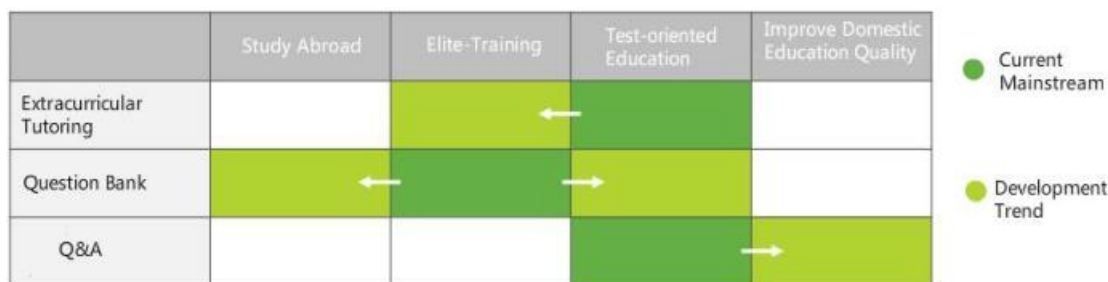 Study Abroad
Elite-Training
Test-oriented
Education
Improve Domestic
Education Quality
Extracurricular
Tutoring
Question Bank
Q&A
Current
Mainstream
Development
Trend